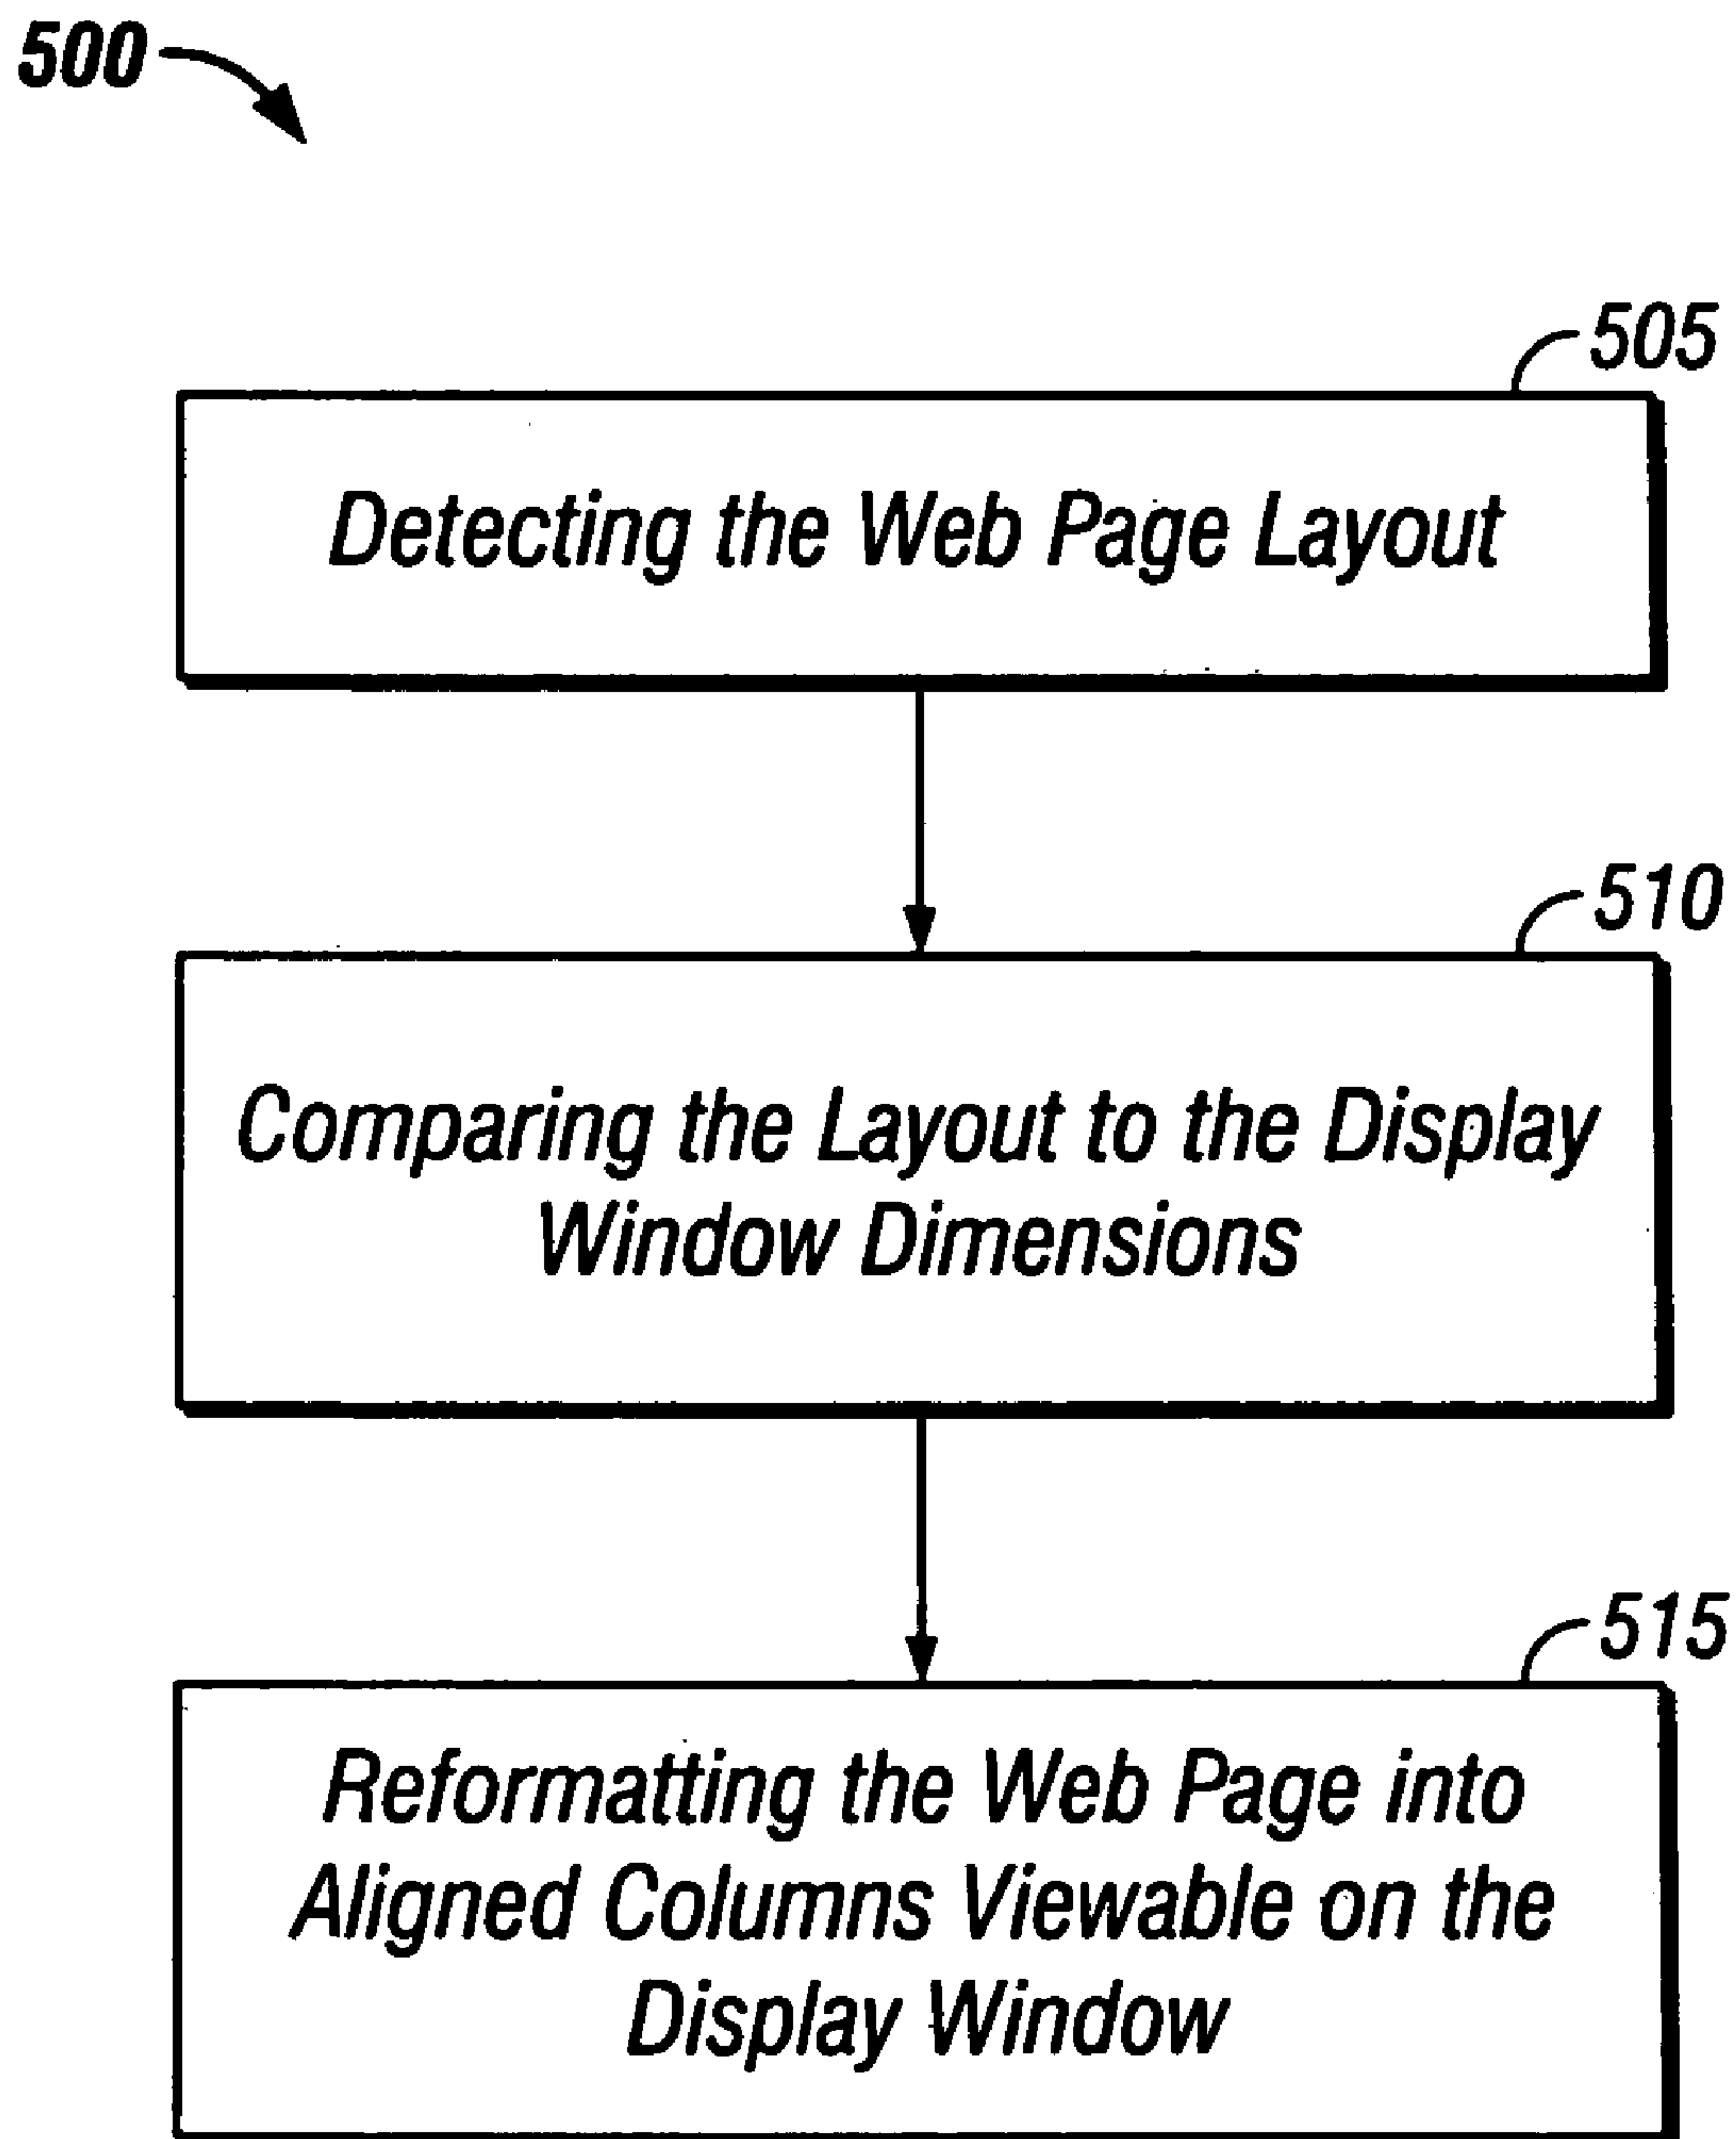 500
505
Detecting the Web Page Layout
510
Comparing the Layout to the Display
Window Dimensions
515
Reformatting the Web Page into
Aligned Columns Viewable on the
Display Window